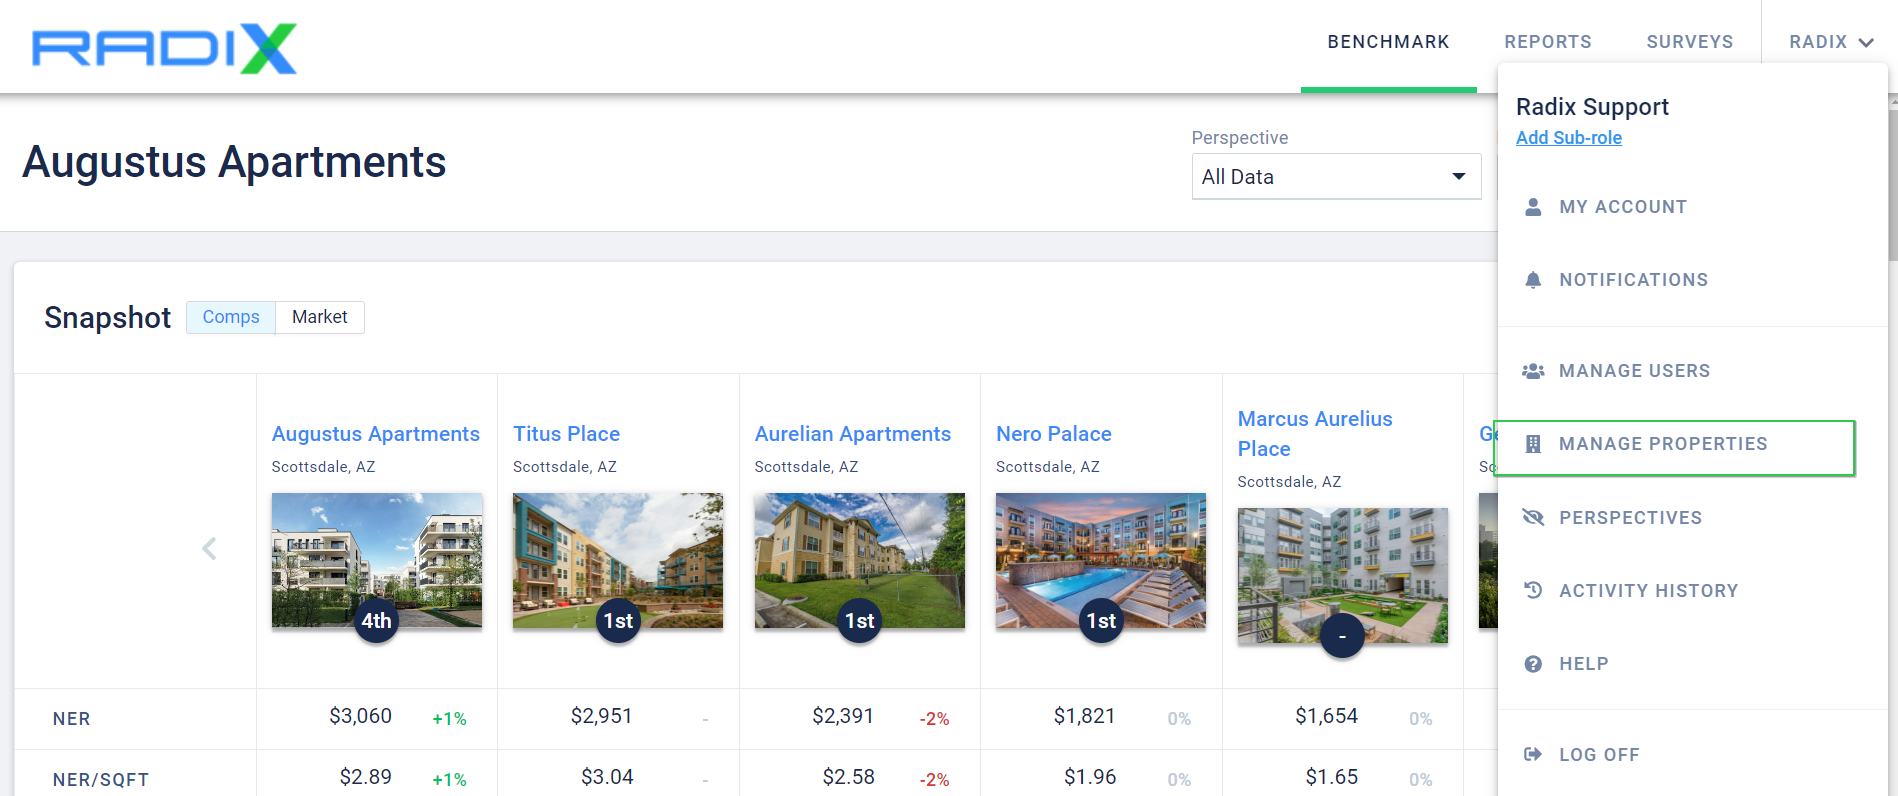 RADIX
BENCHMARK
REPORTS
SURVEYS
RADIX
Augustus Apartments
Perspective
All Data
Radix Support
Add Sub-role
MY ACCOUNT
NOTIFICATIONS
MANAGE USERS
MANAGE PROPERTIES
PERSPECTIVES
ACTIVITY HISTORY
HELP
LOG OFF
Snapshot
Comps
Market
Augustus Apartments
Scottsdale, AZ
4th
Titus Place
Scottsdale, AZ
1st
Aurelian Apartments
Scottsdale, AZ
1st
Nero Palace
Scottsdale, AZ
1st
Marcus Aurelius
Place
Scottsdale, AZ
-
NER $3,060 +1% $2,951 - $2,391 -2% $1,821 0% $1,654 0%
NER/SQFT $2.89 +1% $3.04 - $2.58 -2% $1.96 0% $1.65 0%